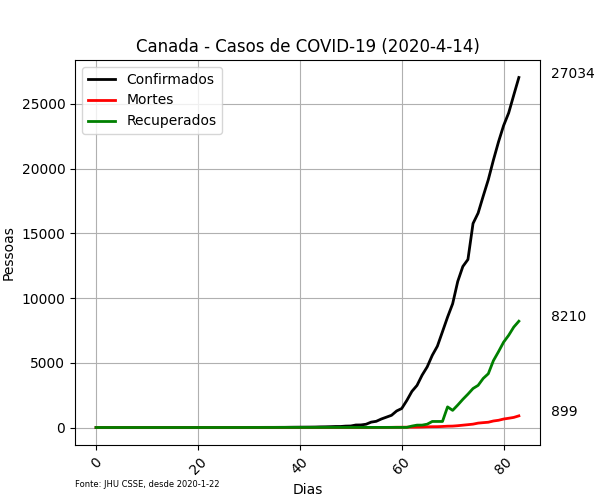 Canada - Casos de COVID-19 (2020-4-14)
Confirmados
Mortes
Recuperados
27034
8210
899
25000
20000
15000
10000
5000
0
Pessoas
0
20
40
60
80
Dias
Fonte: JHU CSSE, desde 2020-1-22